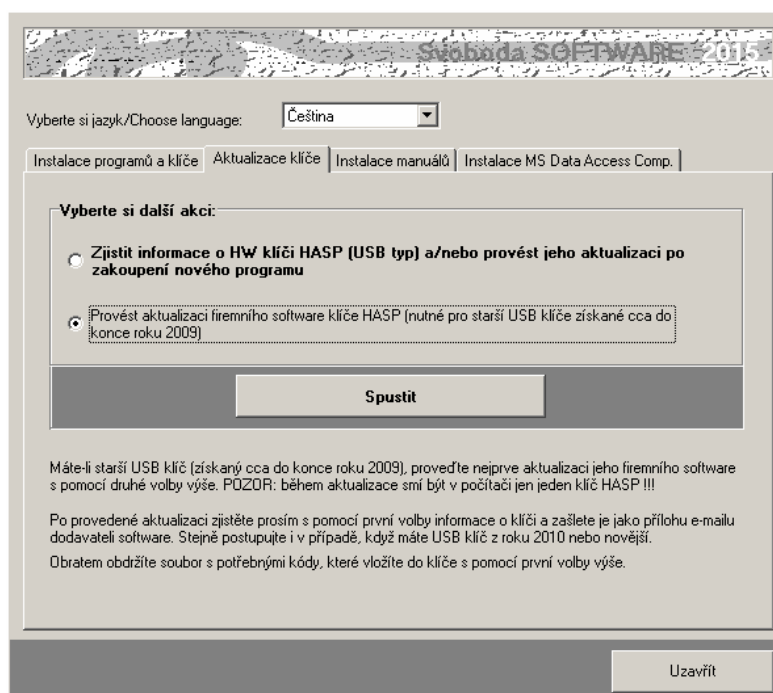 Svoboda SOFTWARE 2015
Vyberte si jazyk/Choose language: Čeština
Instalace programů a klíče Aktualizace klíče Instalace manuálů Instalace MS Data Access Comp.
Vyberte si další akci:
Zjistit informace o HW klíči HASP (USB typ) a/nebo provést jeho aktualizaci po
zakoupení nového programu
Provést aktualizaci firemního software klíče HASP (nutné pro starší USB klíče získané cca do
konce roku 2009)
Spustit
Máte-li starší USB klíč (získaný cca do konce roku 2009), proveďte nejprve aktualizaci jeho firemního software
s pomocí druhé volby výše. POZOR: během aktualizace smí být v počítači jen jeden klíč HASP !!!
Po provedené aktualizaci zjistěte prosím s pomocí první volby informace o klíči a zašlete je jako přílohu e-mailu
dodavateli software. Stejně postupujte i v případě, když máte USB klíč z roku 2010 nebo novější.
Obratem obdržíte soubor s potřebnými kódy, které vložíte do klíče s pomocí první volby výše.
Uzavřít